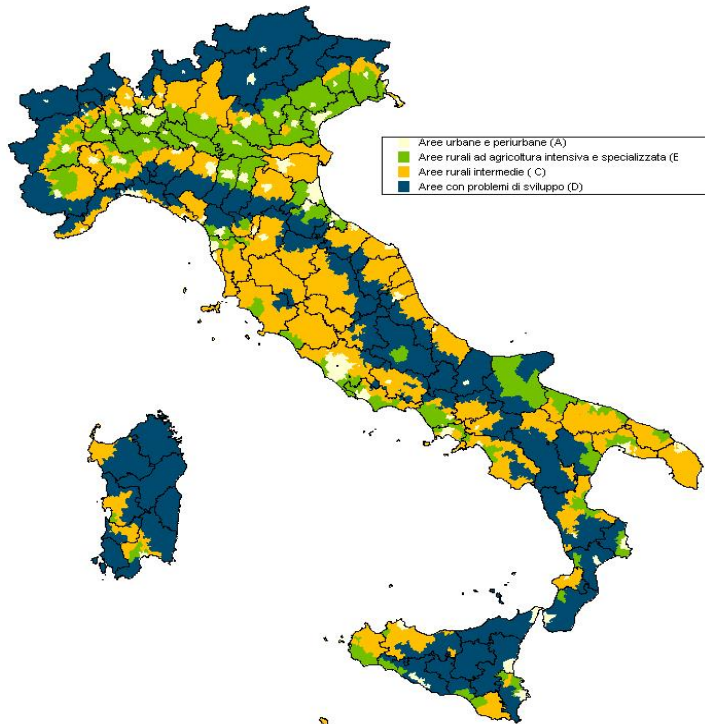 Aree urbane e periurbane (A)
Aree rurali ad agricoltura intensiva e specializzata (E
Aree rurali intermedie ( C)
Aree con problemi di sviluppo (D)